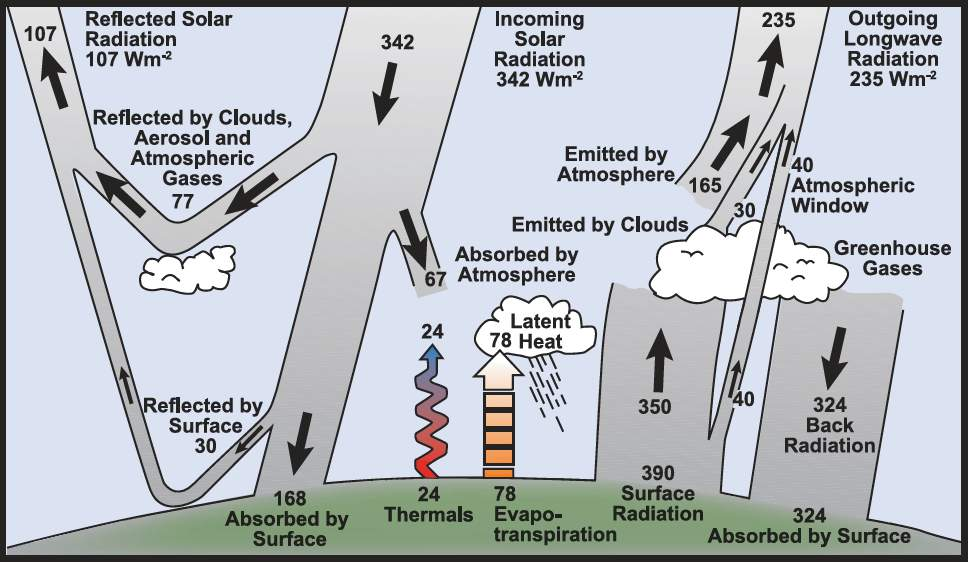 107
Reflected Solar
Radiation
107 Wm-2
342
Incoming
Solar
Radiation
342 Wm-2
235
Outgoing
Longwave
Radiation
235 Wm-2
Reflected by Clouds,
Aerosol and
Atmospheric
Gases
77
Emitted by
Atmosphere
165
40
Atmospheric
Window
Emitted by Clouds
30
Greenhouse
Gases
Absorbed by
Atmosphere
67
24
Latent
78 Heat
Reflected by
Surface
30
350
40
324
Back
Radiation
168
Absorbed by
Surface
24
Thermals
78
Evapo-
transpiration
390
Surface
Radiation
324
Absorbed by Surface